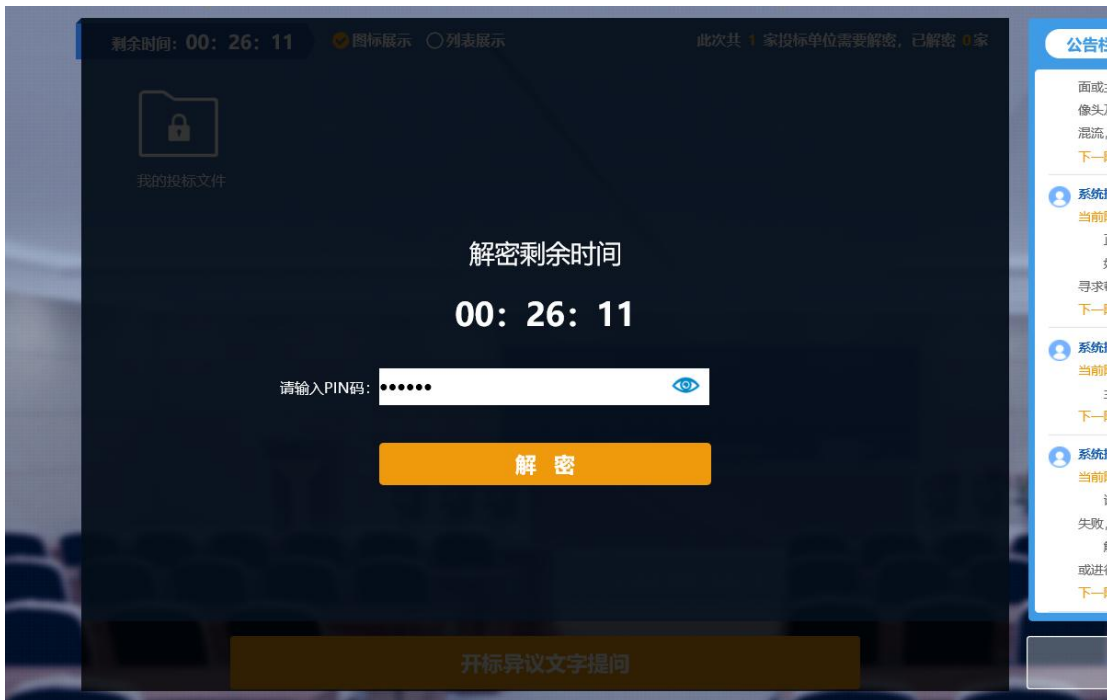 剩余时间：00：26：11 图标展示 列表展示 此次共 1 家投标单位需要解密，已解密 0家
我的投标文件
解密剩余时间
00：26：11
请输入PIN码：••••••
解 密
开标异议文字提问
公告栏
面或
像头
混流，
下一
系统
当前
寻求
下一
系统
当前
下一
系统
当前
失败，
或进
下一